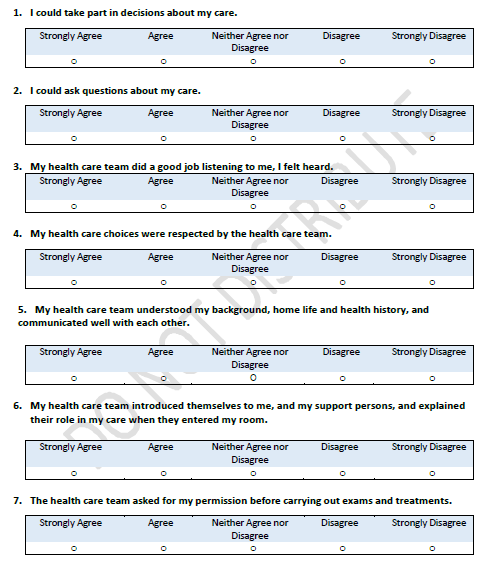 1. I could take part in decisions about my care.
Strongly Agree Agree Neither Agree nor Disagree Strongly Disagree
Disagree
○ ○ ○ ○ ○
2. I could ask questions about my care.
Strongly Agree Agree Neither Agree nor Disagree Strongly Disagree
Disagree
○ ○ ○ ○ ○
3. My health care team did a good job listening to me, I felt heard.
Strongly Agree Agree Neither Agree nor Disagree Strongly Disagree
Disagree
○ ○ ○ ○ ○
4. My health care choices were respected by the health care team.
Strongly Agree Agree Neither Agree nor Disagree Strongly Disagree
Disagree
○ ○ ○ ○ ○
5. My health care team understood my background, home life and health history, and
communicated well with each other.
Strongly Agree Agree Neither Agree nor Disagree Strongly Disagree
Disagree
○ ○ O ○ ○
6. My health care team introduced themselves to me, and my support persons, and explained
their role in my care when they entered my room.
Strongly Agree Agree Neither Agree nor Disagree Strongly Disagree
Disagree
○ ○ ○ ○ ○
7. The health care team asked for my permission before carrying out exams and treatments.
Strongly Agree Agree Neither Agree nor Disagree Strongly Disagree
Disagree
○ ○ ○ ○ ○
DO NOT DISTRIBUTE